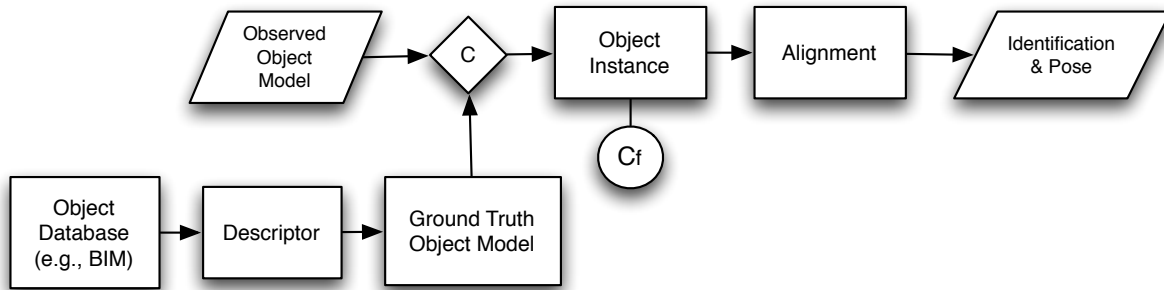 Observed
Object
Model
C
Object
Instance
Alignment
Identification
& Pose
Cf
Object
Database
(e.g., BIM)
Descriptor
Ground Truth
Object Model